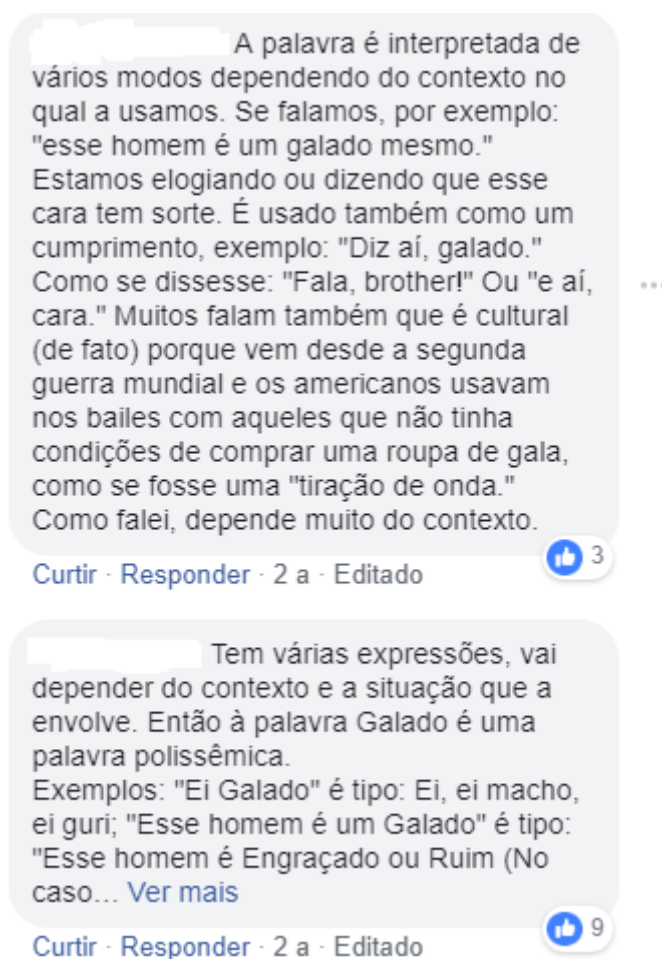 A palavra é interpretada de
vários modos dependendo do contexto no
qual a usamos. Se falamos, por exemplo:
"esse homem é um galado mesmo."
Estamos elogiando ou dizendo que esse
cara tem sorte. É usado também como um
cumprimento, exemplo: "Diz aí, galado."
Como se dissesse: "Fala, brother!" Ou "e aí,
cara." Muitos falam também que é cultural
(de fato) porque vem desde a segunda
guerra mundial e os americanos usavam
nos bailes com aqueles que não tinha
condições de comprar uma roupa de gala,
como se fosse uma "tiração de onda."
Como falei, depende muito do contexto.
3
Curtir · Responder · 2 a · Editado
Tem várias expressões, vai
depender do contexto e a situação que a
envolve. Então à palavra Galado é uma
palavra polissêmica.
Exemplos: "Ei Galado" é tipo: Ei, ei macho,
ei guri; "Esse homem é um Galado" é tipo:
"Esse homem é Engraçado ou Ruim (No
caso... Ver mais
9
Curtir · Responder · 2 a · Editado